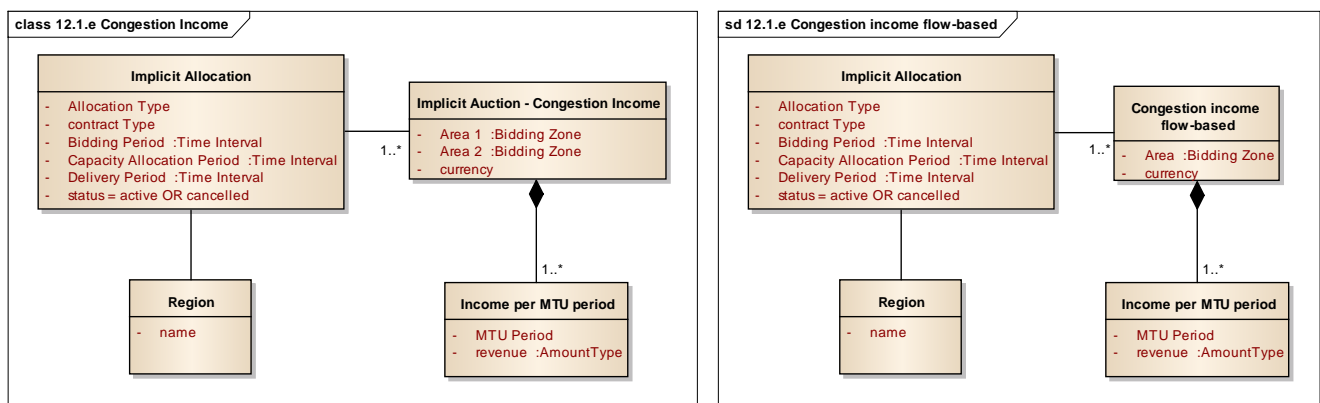 class 12.1.e Congestion Income
Implicit Allocation
- Allocation Type
- contract Type
- Bidding Period :Time Interval
- Capacity Allocation Period :Time Interval
- Delivery Period :Time Interval
- status = active OR cancelled
Implicit Auction - Congestion Income
- Area 1 :Bidding Zone
- Area 2 :Bidding Zone
- currency
1..*
1..*
Region
- name
Income per MTU period
- MTU Period
- revenue :AmountType
sd 12.1.e Congestion income flow-based
Implicit Allocation
- Allocation Type
- contract Type
- Bidding Period :Time Interval
- Capacity Allocation Period :Time Interval
- Delivery Period :Time Interval
- status = active OR cancelled
Congestion income
flow-based
- Area :Bidding Zone
- currency
1..*
1..*
Region
- name
Income per MTU period
- MTU Period
- revenue :AmountType